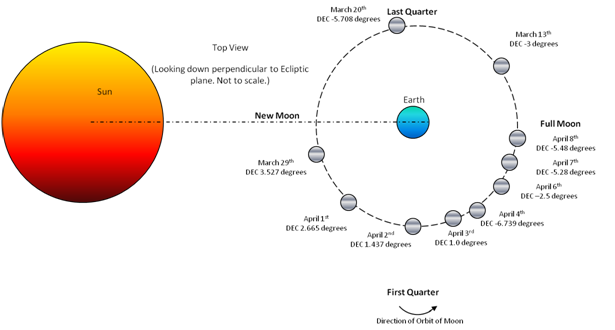 March 20th
DEC -5.708 degrees
Last Quarter
March 13th
DEC -3 degrees
Top View
(Looking down perpendicular to Ecliptic
plane. Not to scale.)
Sun
Earth
New Moon
Full Moon
April 8th
DEC -5.48 degrees
April 7th
DEC -5.28 degrees
April 6th
DEC –2.5 degrees
March 29th
DEC 3.527 degrees
April 4th
DEC -6.739 degrees
April 1st
DEC 2.665 degrees
April 2nd
DEC 1.437 degrees
April 3rd
DEC 1.0 degrees
First Quarter
Direction of Orbit of Moon